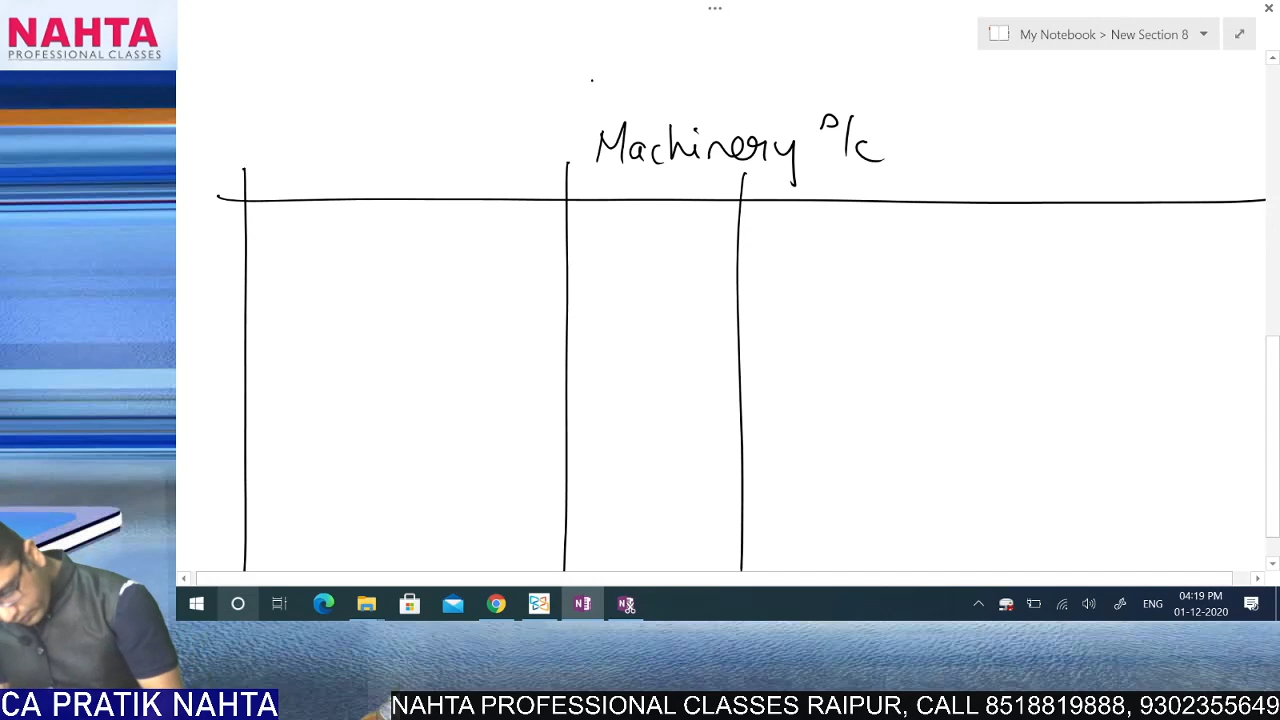 NAHTA
PROFESSIONAL CLASSES
My Notebook > New Section 8
Machinery A/c
ENG
04:19 PM
01-12-2020
CA PRATIK NAHTA
NAHTA PROFESSIONAL CLASSES RAIPUR, CALL 8518819888, 9302355649